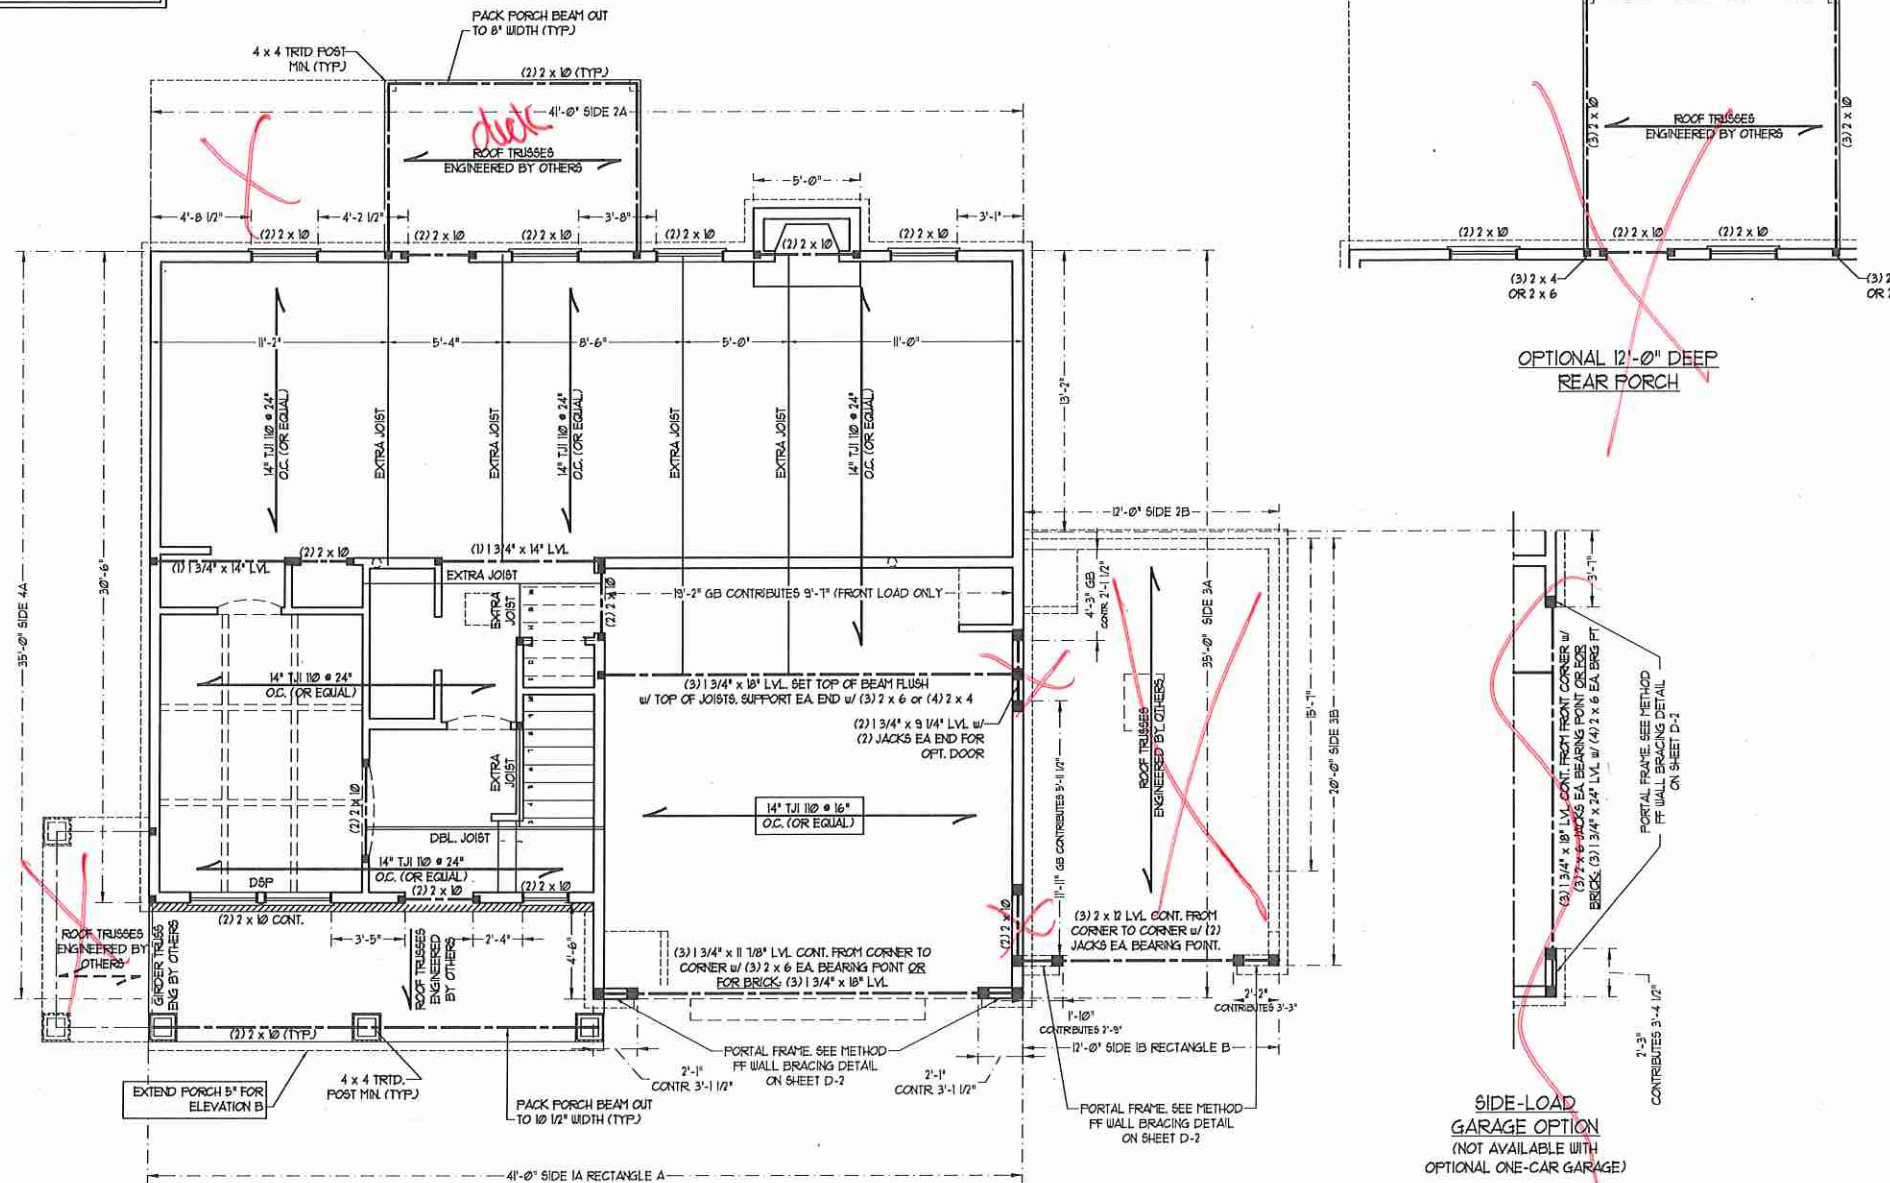 PACK PORCH BEAM OUT
TO 8" WIDTH (TYP.)
4 x 4 TRTD POST
MIN. (TYP.)
(2) 2 x 10 (TYP.)
41'-0" SIDE 2A
deck
ROOF TRUSSES
ENGINEERED BY OTHERS
5'-0"
4'-8 1/2"
4'-2 1/2"
3'-8"
3'-1"
(2) 2 x 10
(2) 2 x 10
(2) 2 x 10
(2) 2 x 10
(2) 2 x 10
11'-2"
5'-4"
8'-6"
5'-0"
11'-0"
14" TJI 110 @ 24"
O.C. (OR EQUAL)
EXTRA JOIST
EXTRA JOIST
14" TJI 110 @ 24"
O.C. (OR EQUAL)
EXTRA JOIST
EXTRA JOIST
14" TJI 110 @ 24"
O.C. (OR EQUAL)
13'-2"
35'-0" SIDE 4A
30'-6"
(1) 1 3/4" x 14" LVL
(2) 2 x 10
(1) 1 3/4" x 14" LVL
EXTRA JOIST
EXTRA
JOIST
(2) 2 x 10
19'-2" GB CONTRIBUTES 9'-7" (FRONT LOAD ONLY
12'-0" SIDE 2B
4'-3" GB
CONTR. 2'-1 1/2"
35'-0" SIDE 3A
14" TJI 110 @ 24"
O.C. (OR EQUAL)
(3) 1 3/4" x 18" LVL. SET TOP OF BEAM FLUSH
w/ TOP OF JOISTS. SUPPORT EA. END w/ (3) 2 x 6 or (4) 2 x 4
(2) 1 3/4" x 9 1/4" LVL w/
(2) JACKS EA END FOR
OPT. DOOR
ROOF TRUSSES
ENGINEERED BY OTHERS
15'-7"
20'-0" SIDE 3B
EXTRA
JOIST
(2) 2 x 10
14" TJI 110 @ 16"
O.C. (OR EQUAL)
11'-11" GB CONTRIBUTES 5'-11 1/2"
DBL. JOIST
14" TJI 110 @ 24"
O.C. (OR EQUAL)
DSP
(2) 2 x 10
(2) 2 x 10
(2) 2 x 10 CONT.
(2) 2 x 10
ROOF TRUSSES
ENGINEERED BY
OTHERS
GIRDER TRUSS
ENG BY OTHERS
3'-5"
2'-4"
ROOF TRUSSES
ENGINEERED
BY OTHERS
4'-6"
(3) 2 x 12 LVL CONT. FROM
CORNER TO CORNER w/ (2)
JACKS EA. BEARING POINT.
(3) 1 3/4" x 11 7/8" LVL CONT. FROM CORNER TO
CORNER w/ (3) 2 x 6 EA. BEARING POINT OR
FOR BRICK: (3) 1 3/4" x 18" LVL
(2) 2 x 10 (TYP.)
2'-2"
CONTRIBUTES 3'-3"
1'-10"
CONTRIBUTES 2'-9"
12'-0" SIDE 1B RECTANGLE B
PORTAL FRAME. SEE METHOD
PF WALL BRACING DETAIL
ON SHEET D-2
2'-1"
CONTR. 3'-1 1/2"
2'-1"
CONTR. 3'-1 1/2"
EXTEND PORCH 5" FOR
ELEVATION B
4 x 4 TRTD.
POST MIN. (TYP.)
PACK PORCH BEAM OUT
TO 10 1/2" WIDTH (TYP.)
PORTAL FRAME. SEE METHOD
PF WALL BRACING DETAIL
ON SHEET D-2
41'-0" SIDE 1A RECTANGLE A
(3) 2 x 10
ROOF TRUSSES
ENGINEERED BY OTHERS
(3) 2 x 10
(2) 2 x 10
(2) 2 x 10
(2) 2 x 10
(3) 2 x 4
OR 2 x 6
(3) 2
OR 2
OPTIONAL 12'-0" DEEP
REAR PORCH
3'-7"
(3) 1 3/4" x 18" LVL CONT. FROM FRONT CORNER w/
(3) 2 x 6 JACKS EA. BEARING POINT OR FOR
BRICK: (3) 1 3/4" x 24" LVL w/ (4) 2 x 6 EA. BRG PT
PORTAL FRAME. SEE METHOD
PF WALL BRACING DETAIL
ON SHEET D-2
2'-3"
CONTRIBUTES 3'-4 1/2"
SIDE-LOAD
GARAGE OPTION
(NOT AVAILABLE WITH
OPTIONAL ONE-CAR GARAGE)